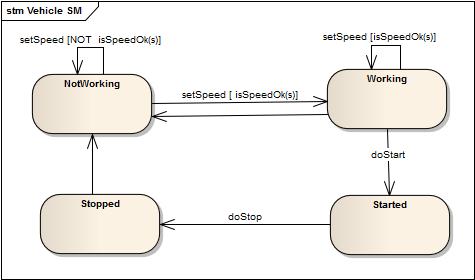 stm Vehicle SM
setSpeed [NOT  isSpeedOk(s)]
setSpeed [isSpeedOk(s)]
NotWorking
Working
setSpeed [ isSpeedOk(s)]
doStart
Stopped
Started
doStop